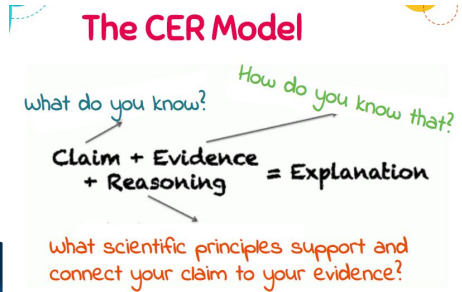 The CER Model
What do you know?
How do you know that?
Claim + Evidence
+ Reasoning = Explanation
What scientific principles support and
connect your claim to your evidence?